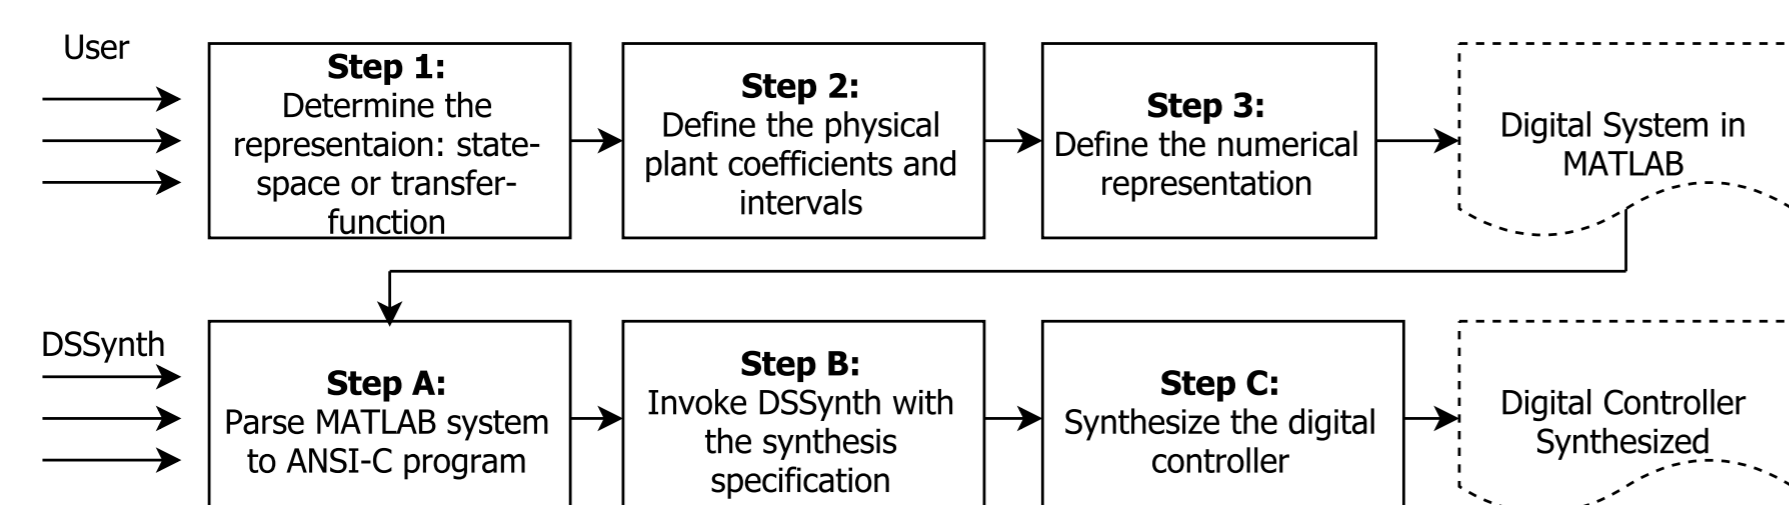 User
Step 1:
Determine the
representaion: state-
space or transfer-
function
Step 2:
Define the physical
plant coefficients and
intervals
Step 3:
Define the numerical
representation
Digital System in
MATLAB
DSSynth
Step A:
Parse MATLAB system
to ANSI-C program
Step B:
Invoke DSSynth with
the synthesis
specification
Step C:
Synthesize the digital
controller
Digital Controller
Synthesized